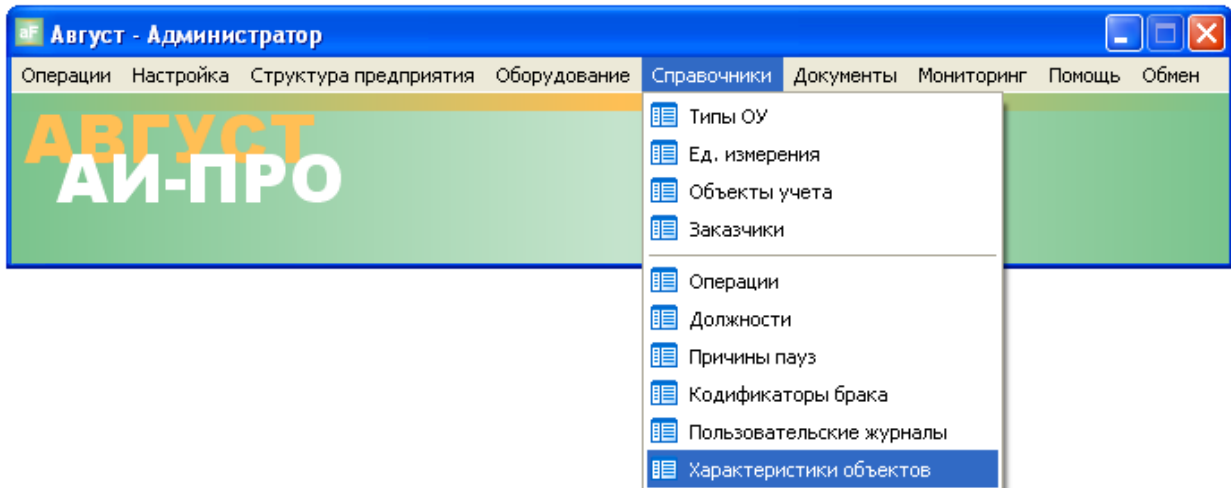 aF Август - Администратор
Операции Настройка Структура предприятия Оборудование Справочники Документы Мониторинг Помощь Обмен
АВГУСТ
АИ-ПРО
Типы ОУ
Ед. измерения
Объекты учета
Заказчики
Операции
Должности
Причины пауз
Кодификаторы брака
Пользовательские журналы
Характеристики объектов